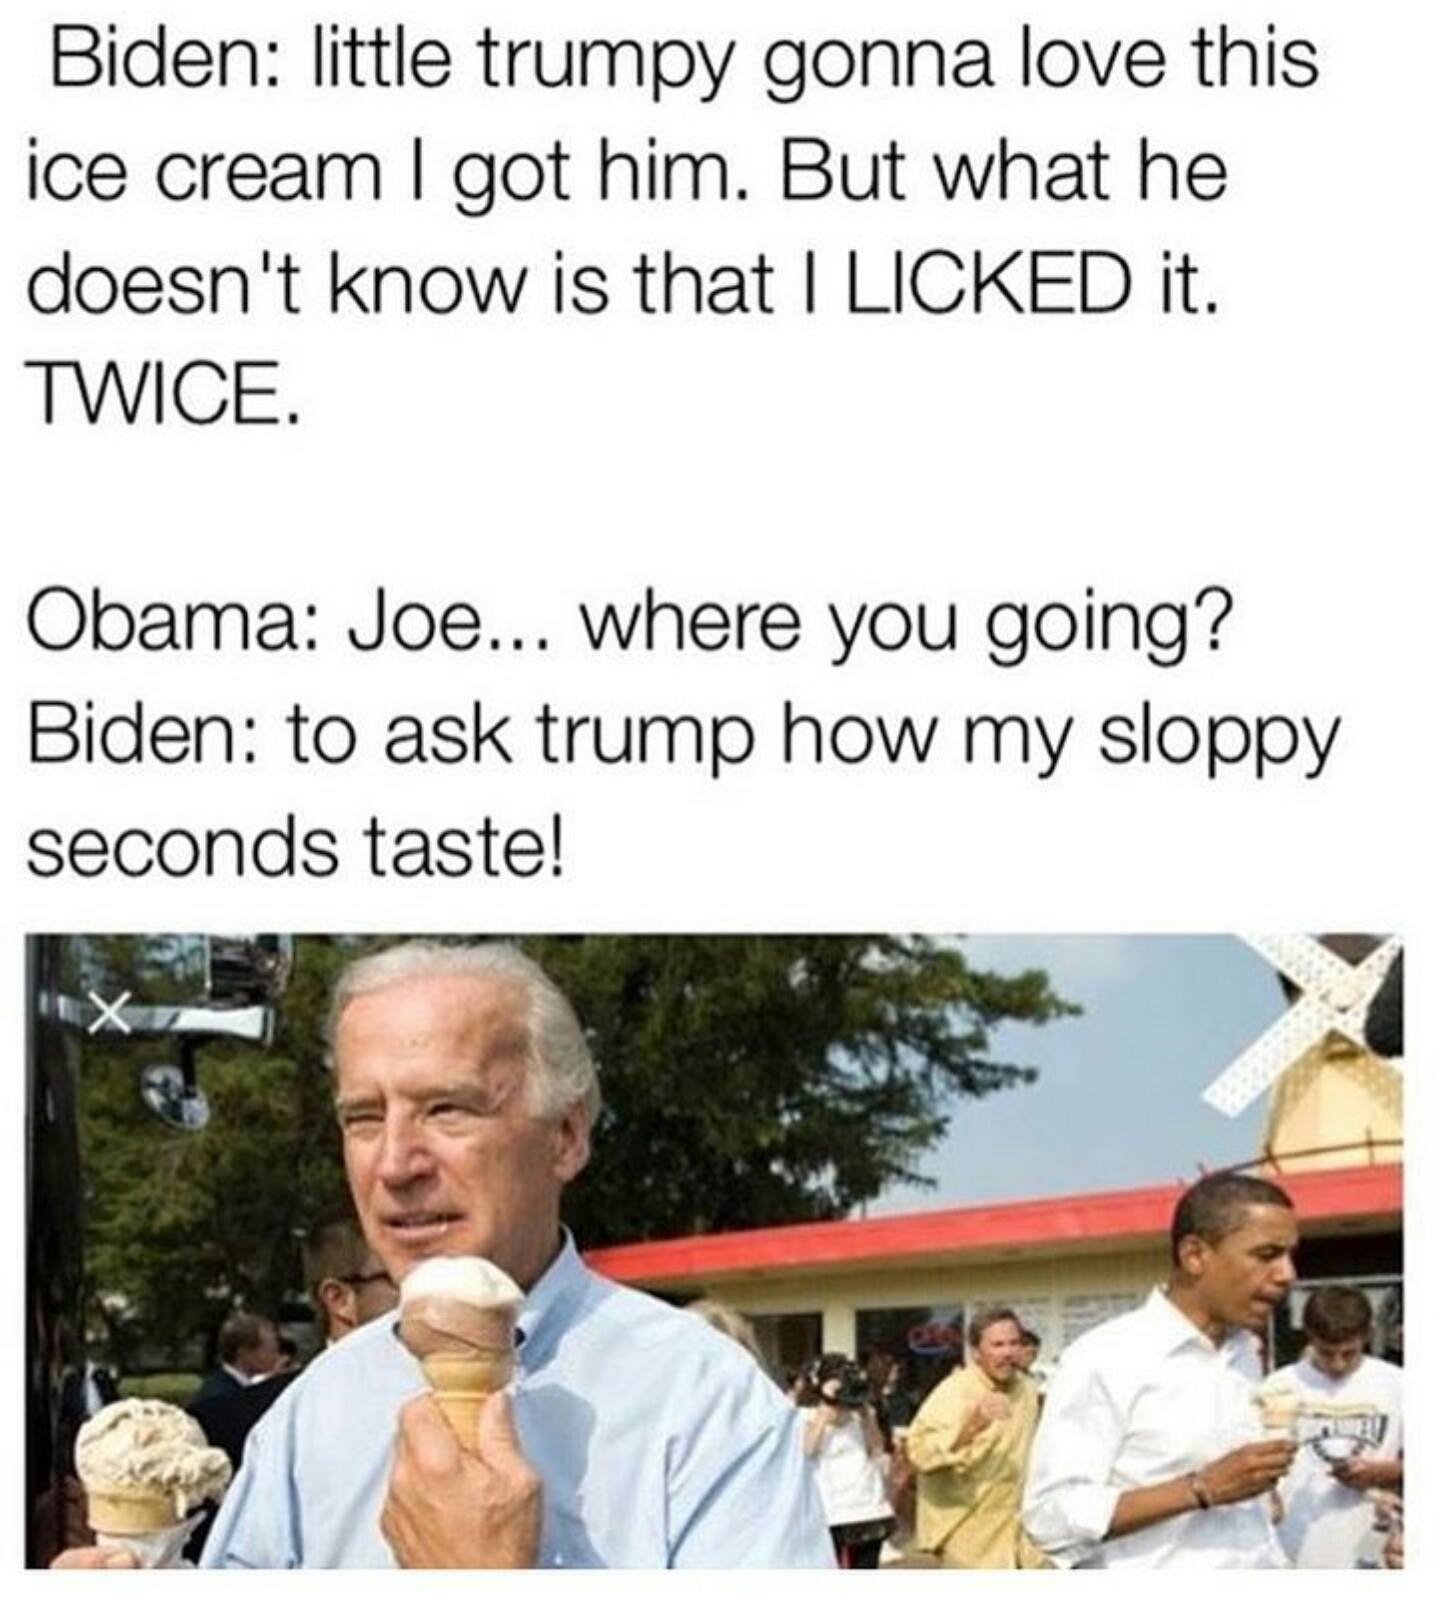 Biden: little trumpy gonna love this
ice cream I got him. But what he
doesn't know is that I LICKED it.
TWICE.
Obama: Joe... where you going?
Biden: to ask trump how my sloppy
seconds taste!